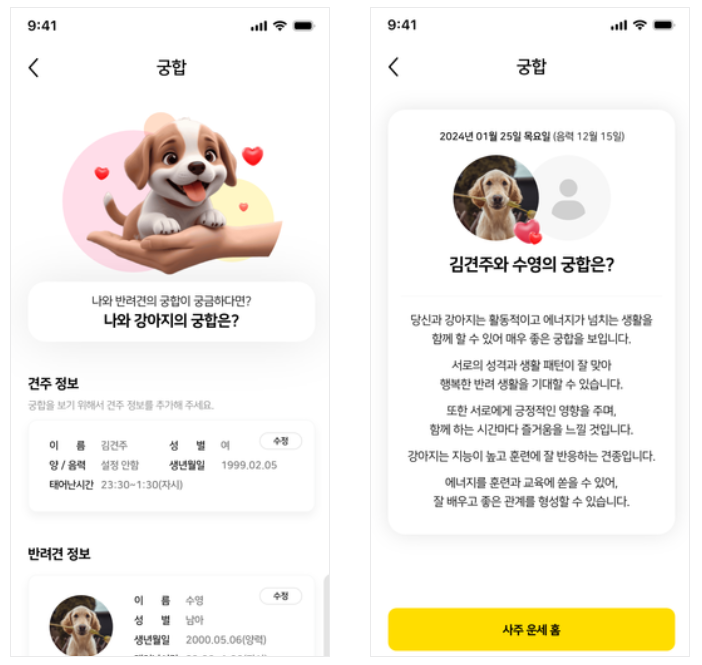 9:41
궁합
나와 반려견의 궁합이 궁금하다면?
나와 강아지의 궁합은?
견주 정보
궁합을 보기 위해서 견주 정보를 추가해 주세요.
이 름 김견주 성 별 여 수정
양 / 음력 설정 안함 생년월일 1999.02.05
태어난시간 23:30~1:30(자시)
반려견 정보
이 름 수영 수정
성 별 남아
생년월일 2000.05.06(양력)
9:41
궁합
2024년 01월 25일 목요일 (음력 12월 15일)
김견주와 수영의 궁합은?
당신과 강아지는 활동적이고 에너지가 넘치는 생활을
함께 할 수 있어 매우 좋은 궁합을 보입니다.
서로의 성격과 생활 패턴이 잘 맞아
행복한 반려 생활을 기대할 수 있습니다.
또한 서로에게 긍정적인 영향을 주며,
함께 하는 시간마다 즐거움을 느낄 것입니다.
강아지는 지능이 높고 훈련에 잘 반응하는 견종입니다.
에너지를 훈련과 교육에 쏟을 수 있어,
잘 배우고 좋은 관계를 형성할 수 있습니다.
사주 운세 홈